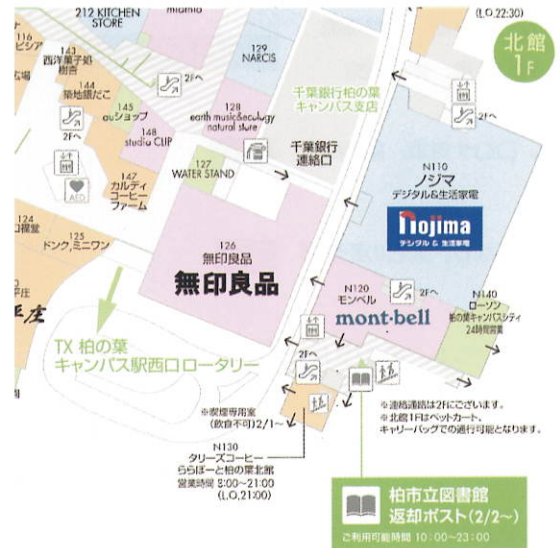 212 KITCHEN
STORE
(L.O,22:30)
北館
1F
116
143
西洋菓子処
樹杏
129
NARCIS
2Fへ
144
築地銀だこ
千葉銀行柏の葉
キャンパス支店
145
auショップ
2Fへ
128
earth music&ecology
natural store
148
studio CLIP
2Fへ
千葉銀行
連絡口
N110
ノジマ
デジタル&生活家電
nojima
デジタル & 生活家電
127
WATER STAND
AED
147
カルディ
コーヒー
ファーム
124
125
ドンク,ミニワン
126
無印良品
無印良品
N120
モンベル
2Fへ
mont-bell
N140
ローソン
柏の葉キャンパスシティ
24時間営業
TX 柏の葉
キャンパス駅西口ロータリー
2Fへ
※喫煙専用室
(飲食不可)2/1~
※連絡通路は2Fにございます。
※北館1Fはペットカート、
キャリーバッグでの通行可能となります。
N130
タリーズコーヒー
ららぽーと柏の葉北館
営業時間 8:00~21:00
(L.O,21:00)
柏市立図書館
返却ポスト(2/2~)
ご利用可能時間 10:00~23:00